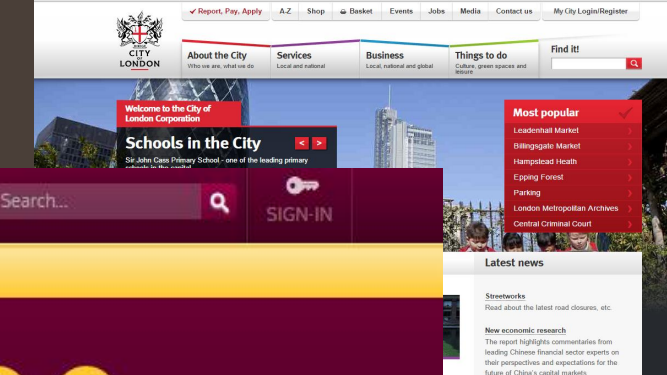 Report, Pay, Apply
A-Z
Shop
Basket
Events
Jobs
Media
Contact us
My City Login/Register
CITY
OF
LONDON
About the City
Who we are, what we do
Services
Local and national
Business
Local, national and global
Things to do
Culture, green spaces and
leisure
Find it!
Welcome to the City of
London Corporation
Schools in the City
< >
Sir John Cass Primary School - one of the leading primary
schools in the capital
Most popular
Leadenhall Market
Billingsgate Market
Hampstead Heath
Epping Forest
Parking
London Metropolitan Archives
Central Criminal Court
Search...
SIGN-IN
Latest news
Streetworks
Read about the latest road closures, etc.
New economic research
The report highlights commentaries from
leading Chinese financial sector experts on
their perspectives and expectations for the
future of China's capital markets